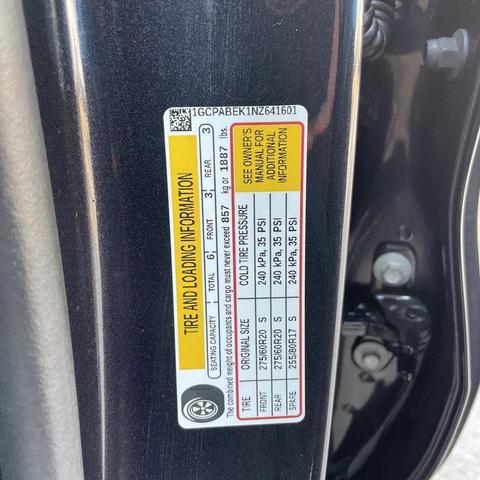 1GCPABEK1NZ641601
TIRE AND LOADING INFORMATION
SEATING CAPACITY | TOTAL 6 | FRONT 3 | REAR 3
The combined weight of occupants and cargo must never exceed 857 kg or 1887 lbs.
TIRE ORIGINAL SIZE COLD TIRE PRESSURE
FRONT 275/60R20 S 240 kPa, 35 PSI
REAR 275/60R20 S 240 kPa, 35 PSI
SPARE 255/80R17 S 240 kPa, 35 PSI
SEE OWNER'S
MANUAL FOR
ADDITIONAL
INFORMATION